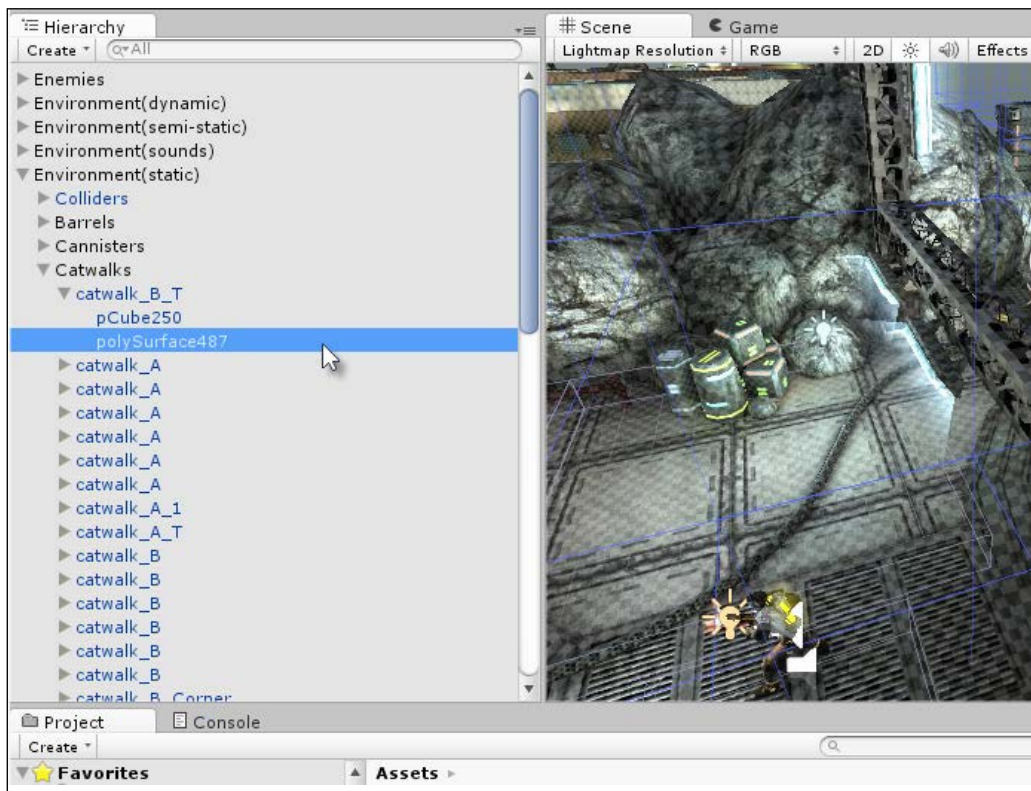 Hierarchy
Create All
Enemies
Environment(dynamic)
Environment(semi-static)
Environment(sounds)
Environment(static)
Colliders
Barrels
Cannisters
Catwalks
catwalk_B_T
pCube250
polySurface487
catwalk_A
catwalk_A
catwalk_A
catwalk_A
catwalk_A
catwalk_A
catwalk_A_1
catwalk_A_T
catwalk_B
catwalk_B
catwalk_B
catwalk_B
catwalk_B
catwalk_B
catwalk_B_Corner
Scene Game
Lightmap Resolution RGB 2D Effects
Project Console
Create
Favorites
Assets